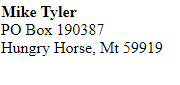 Mike Tyler
PO Box 190387
Hungry Horse, Mt 59919